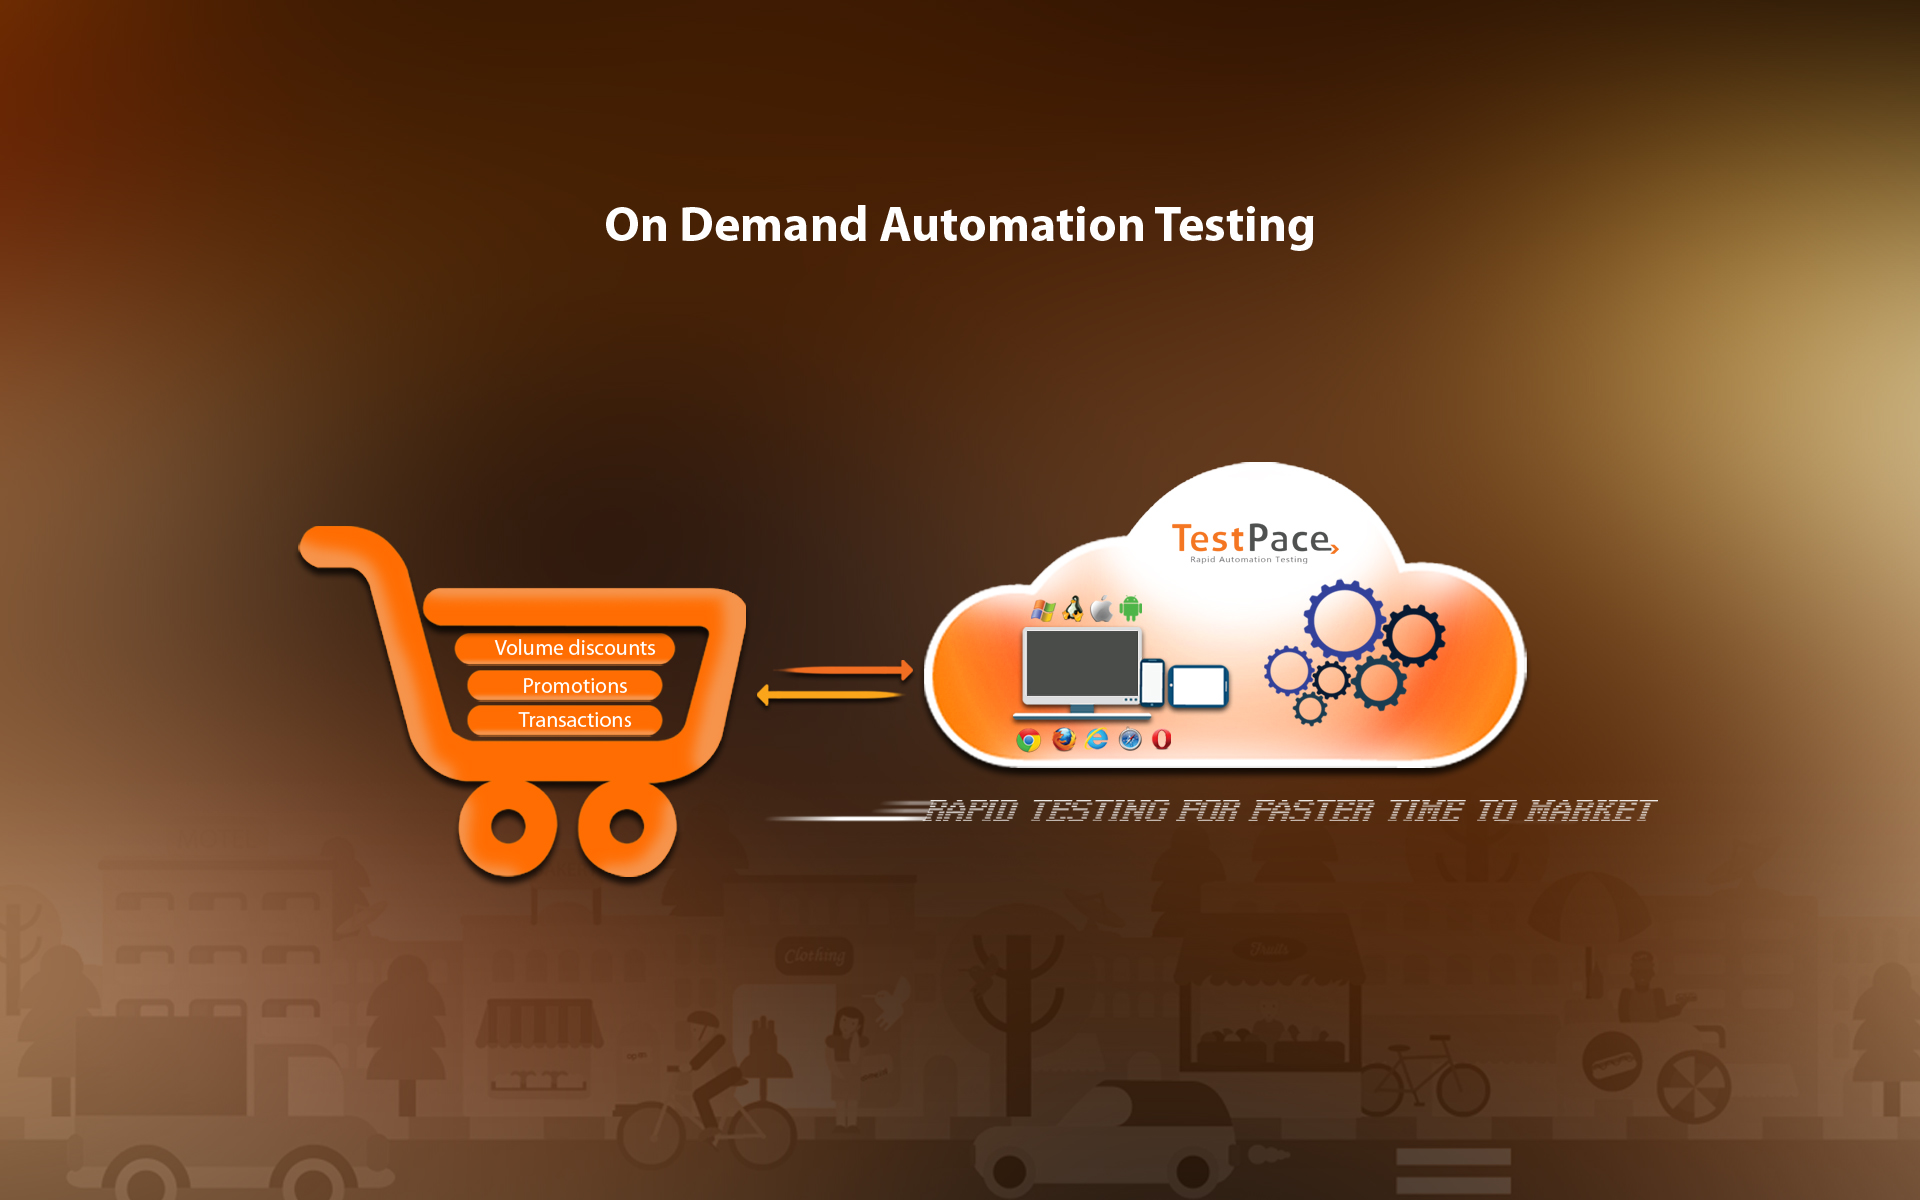 On Demand Automation Testing
TestPace
Rapid Automation Testing
Volume discounts
Promotions
Transactions
RAPID TESTING FOR FASTER TIME TO MARKET
Clothing
Fruits